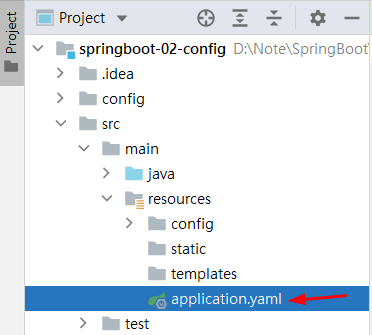 Project
Project
springboot-02-config D:\Note\SpringBoot\
.idea
config
src
main
java
resources
config
static
templates
application.yaml
test